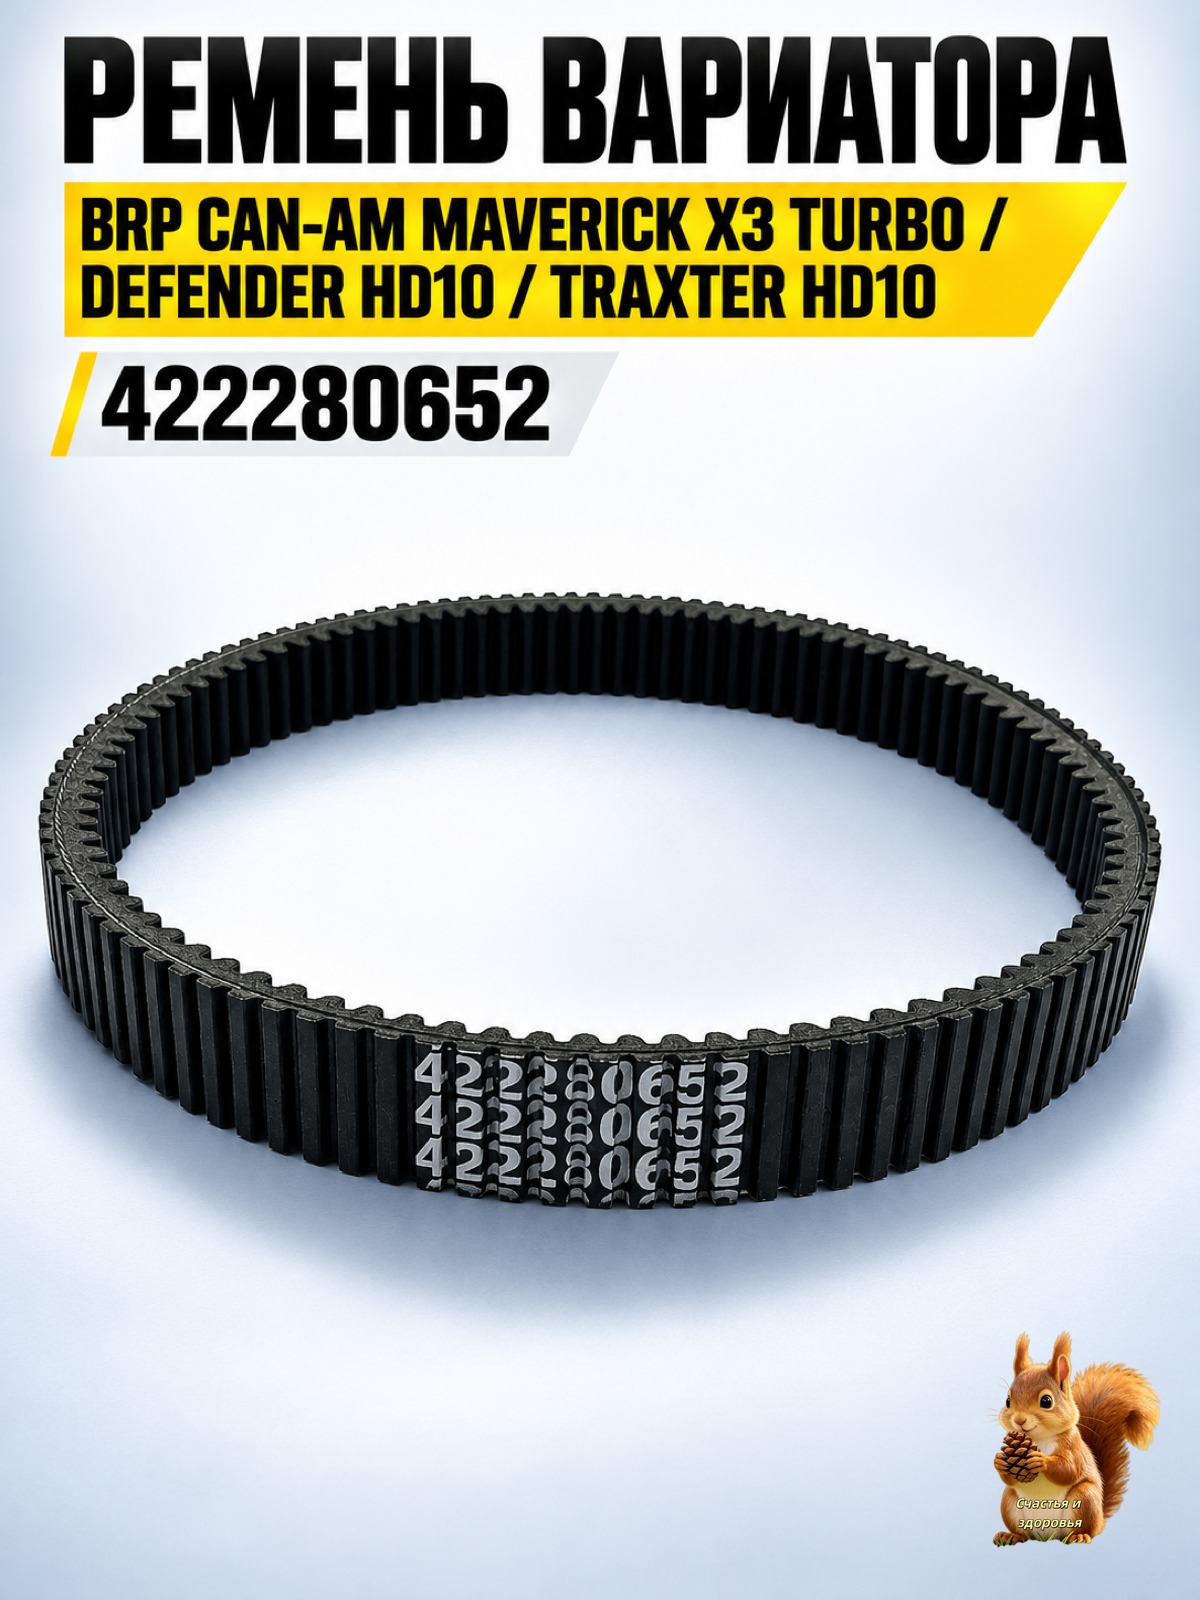 РЕМЕНЬ ВАРИАТОРА
BRP CAN-AM MAVERICK X3 TURBO /
DEFENDER HD10 / TRAXTER HD10
422280652
422280652
422280652
422280652
Счастья и
здоровья